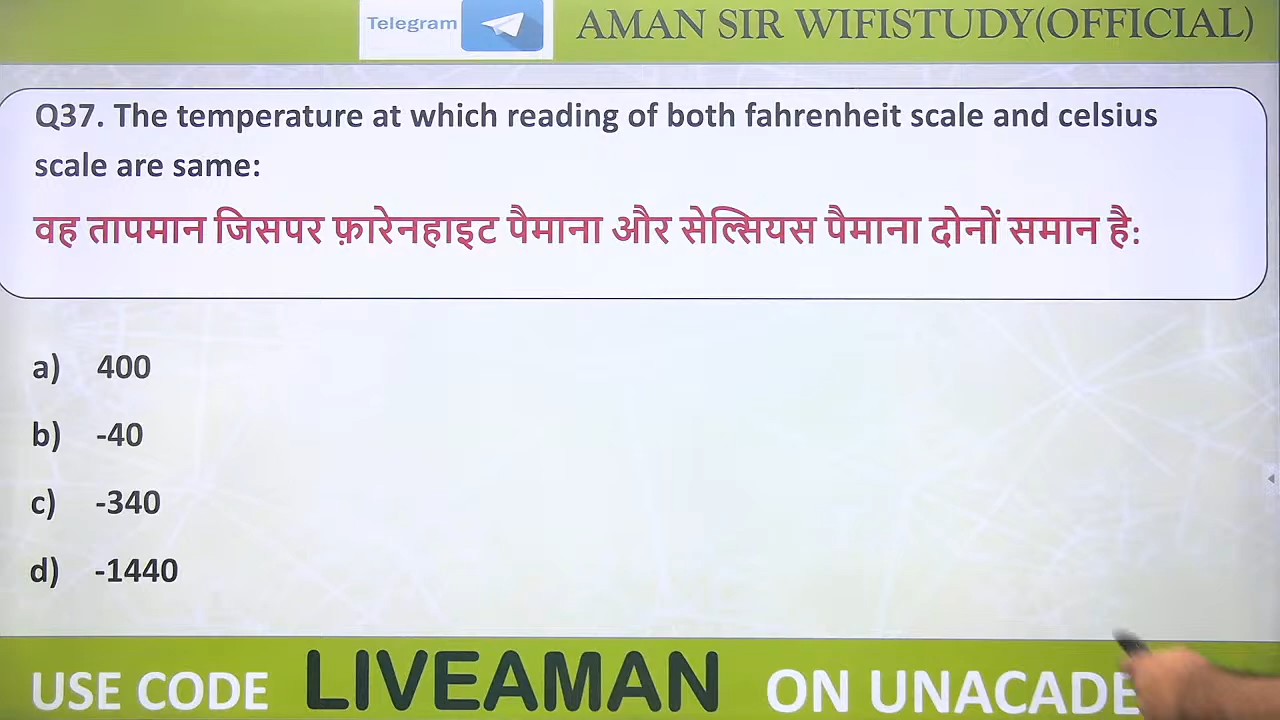 Telegram
AMAN SIR WIFISTUDY(OFFICIAL)
Q37. The temperature at which reading of both fahrenheit scale and celsius
scale are same:
वह तापमान जिसपर फ़ारेनहाइट पैमाना और सेल्सियस पैमाना दोनों समान है:
a) 400
b) -40
c) -340
d) -1440
USE CODE LIVEAMAN ON UNACADE